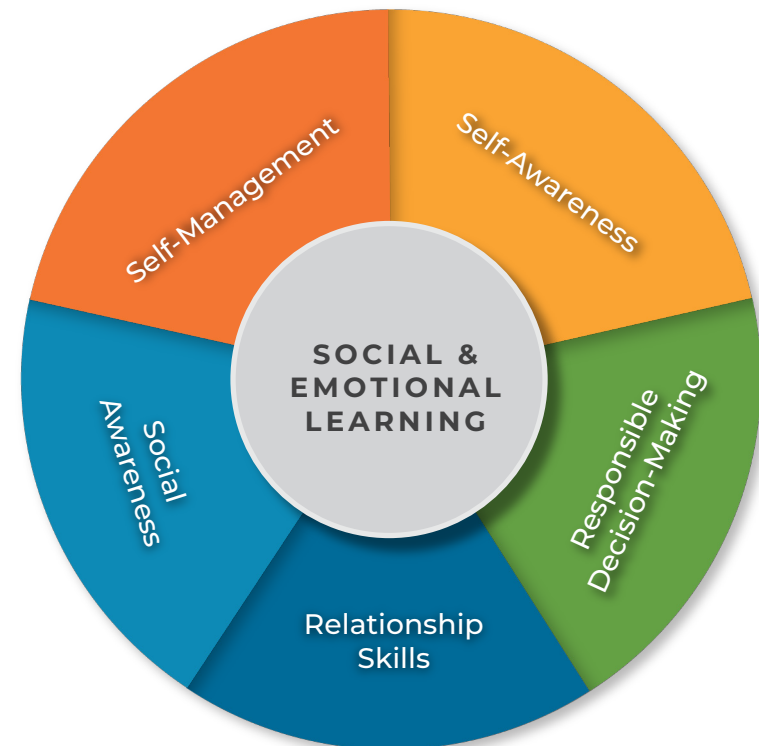 Self-Management
Self-Awareness
SOCIAL &
EMOTIONAL
LEARNING
Social
Awareness
Responsible
Decision-Making
Relationship
Skills